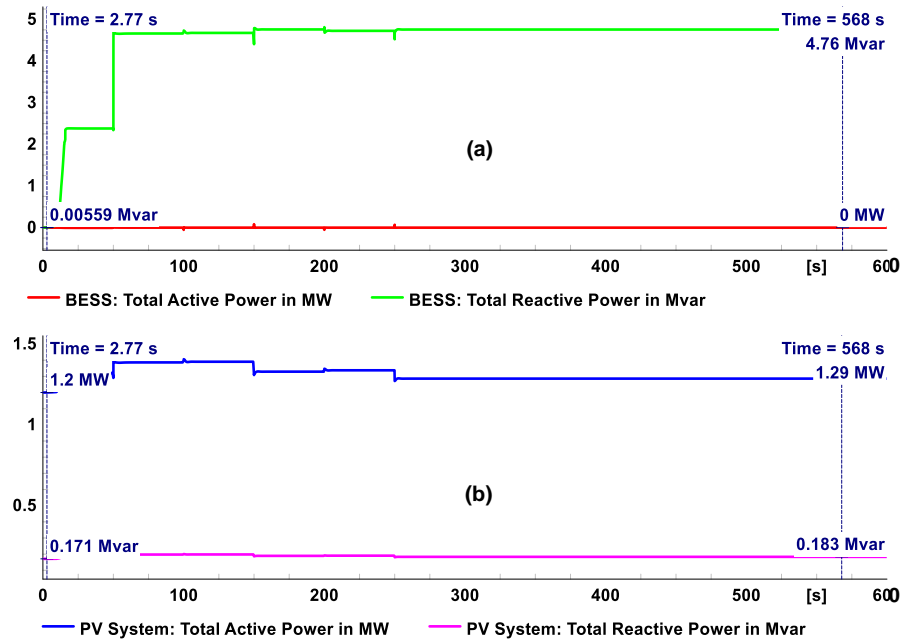 5
Time = 2.77 s
Time = 568 s
4.76 Mvar
4
3
2
(a)
1
0.00559 Mvar
0 MW
0
0 100 200 300 400 500 [s] 600
BESS: Total Active Power in MW BESS: Total Reactive Power in Mvar
1.5
Time = 2.77 s
Time = 568 s
1.2 MW
1.29 MW
1
0.5
(b)
0.171 Mvar
0.183 Mvar
0 100 200 300 400 500 [s] 600
PV System: Total Active Power in MW PV System: Total Reactive Power in Mvar